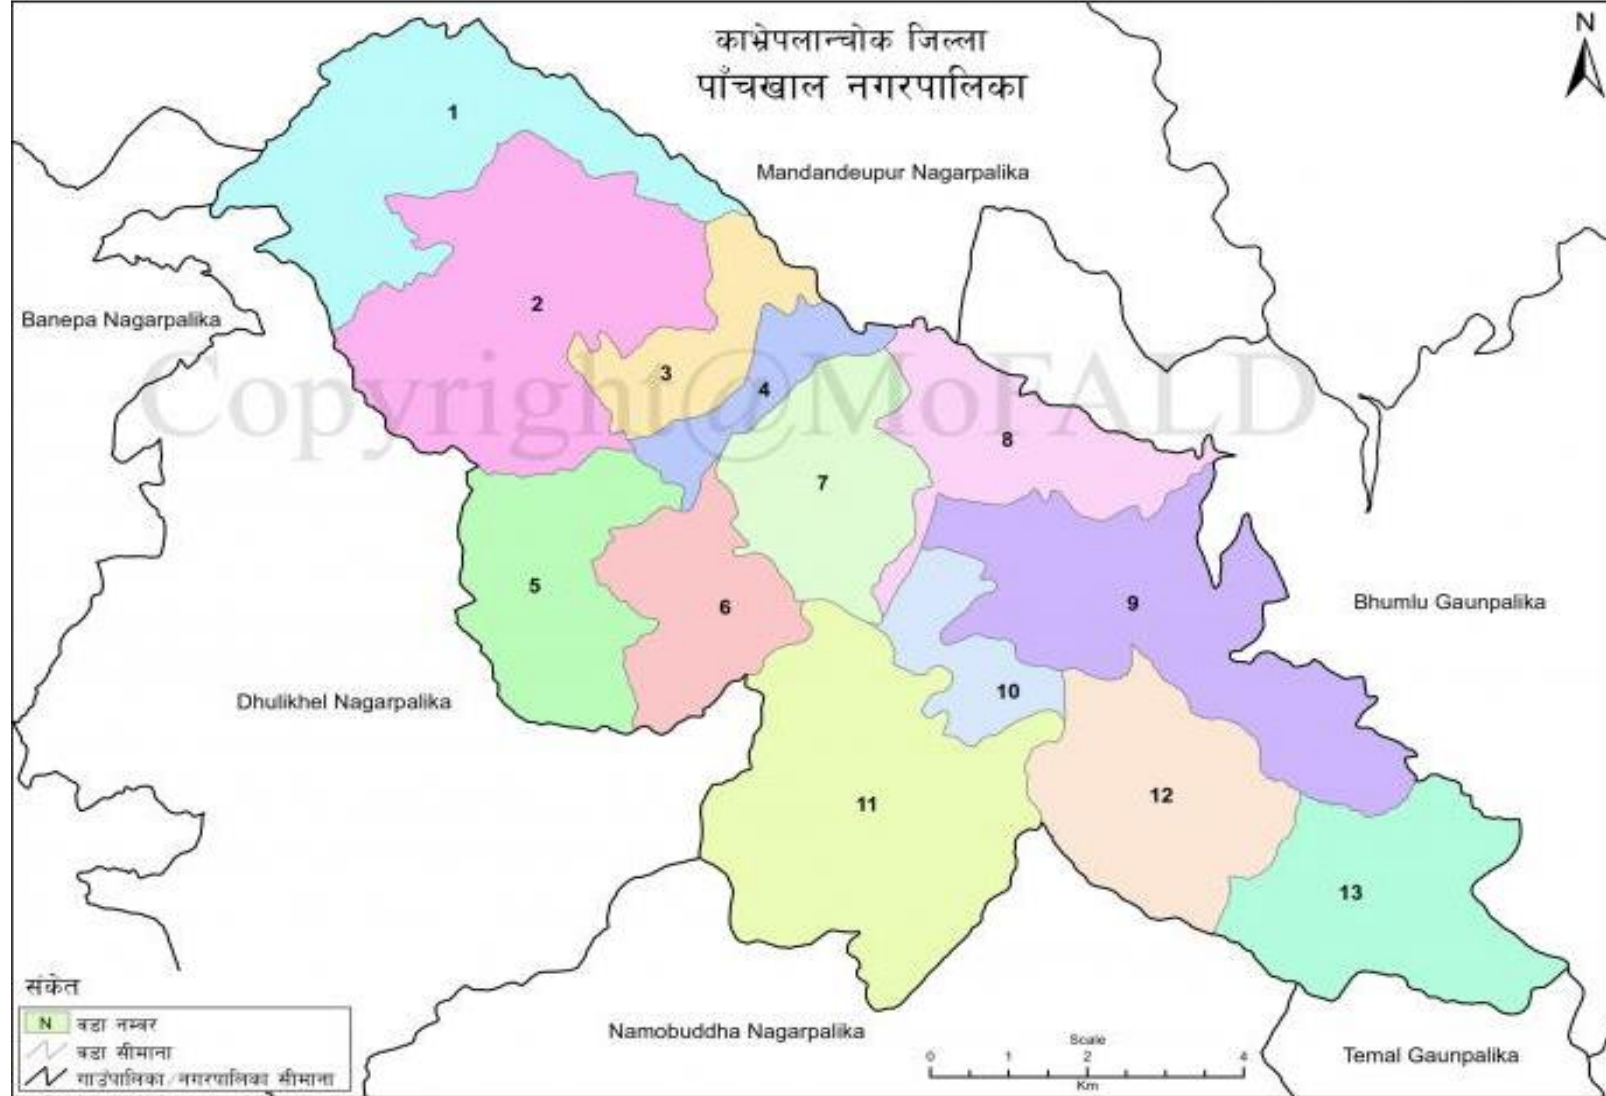 काभ्रेपलान्चोक जिल्ला
पाँचखाल नगरपालिका
N
1
Mandandeupur Nagarpalika
2
Banepa Nagarpalika
3
4
Copyright@MoFALD
8
7
5
6
9
Bhumlu Gaunpalika
10
Dhulikhel Nagarpalika
11
12
13
संकेत
N वडा नम्बर
वडा सीमाना
गाउँपालिका/नगरपालिका सीमाना
Namobuddha Nagarpalika
Scale
0 1 2 4
Km
Temal Gaunpalika